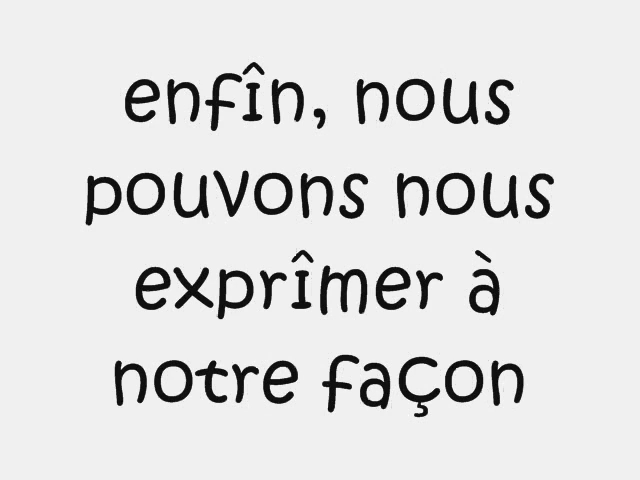 enfîn, nous
pouvons nous
exprîmer à
notre façon